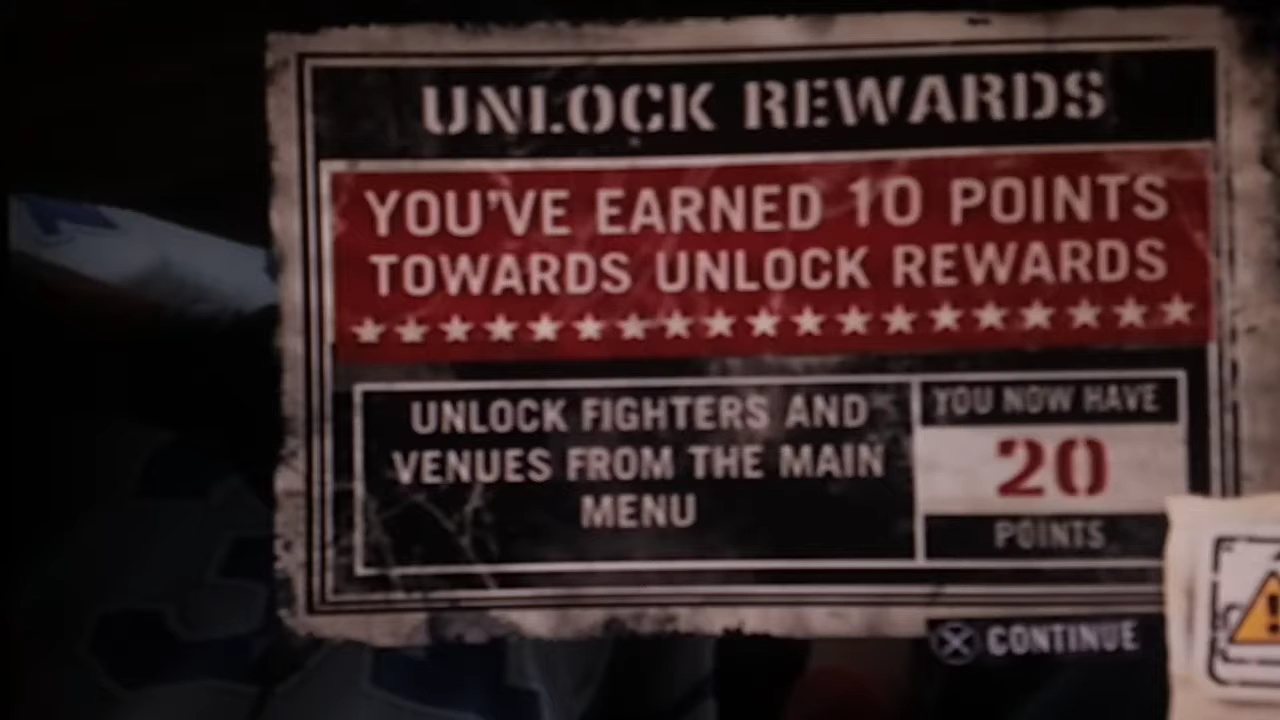 UNLOCK REWARDS
YOU'VE EARNED 10 POINTS
TOWARDS UNLOCK REWARDS
UNLOCK FIGHTERS AND
VENUES FROM THE MAIN
MENU
YOU NOW HAVE
20
POINTS
CONTINUE